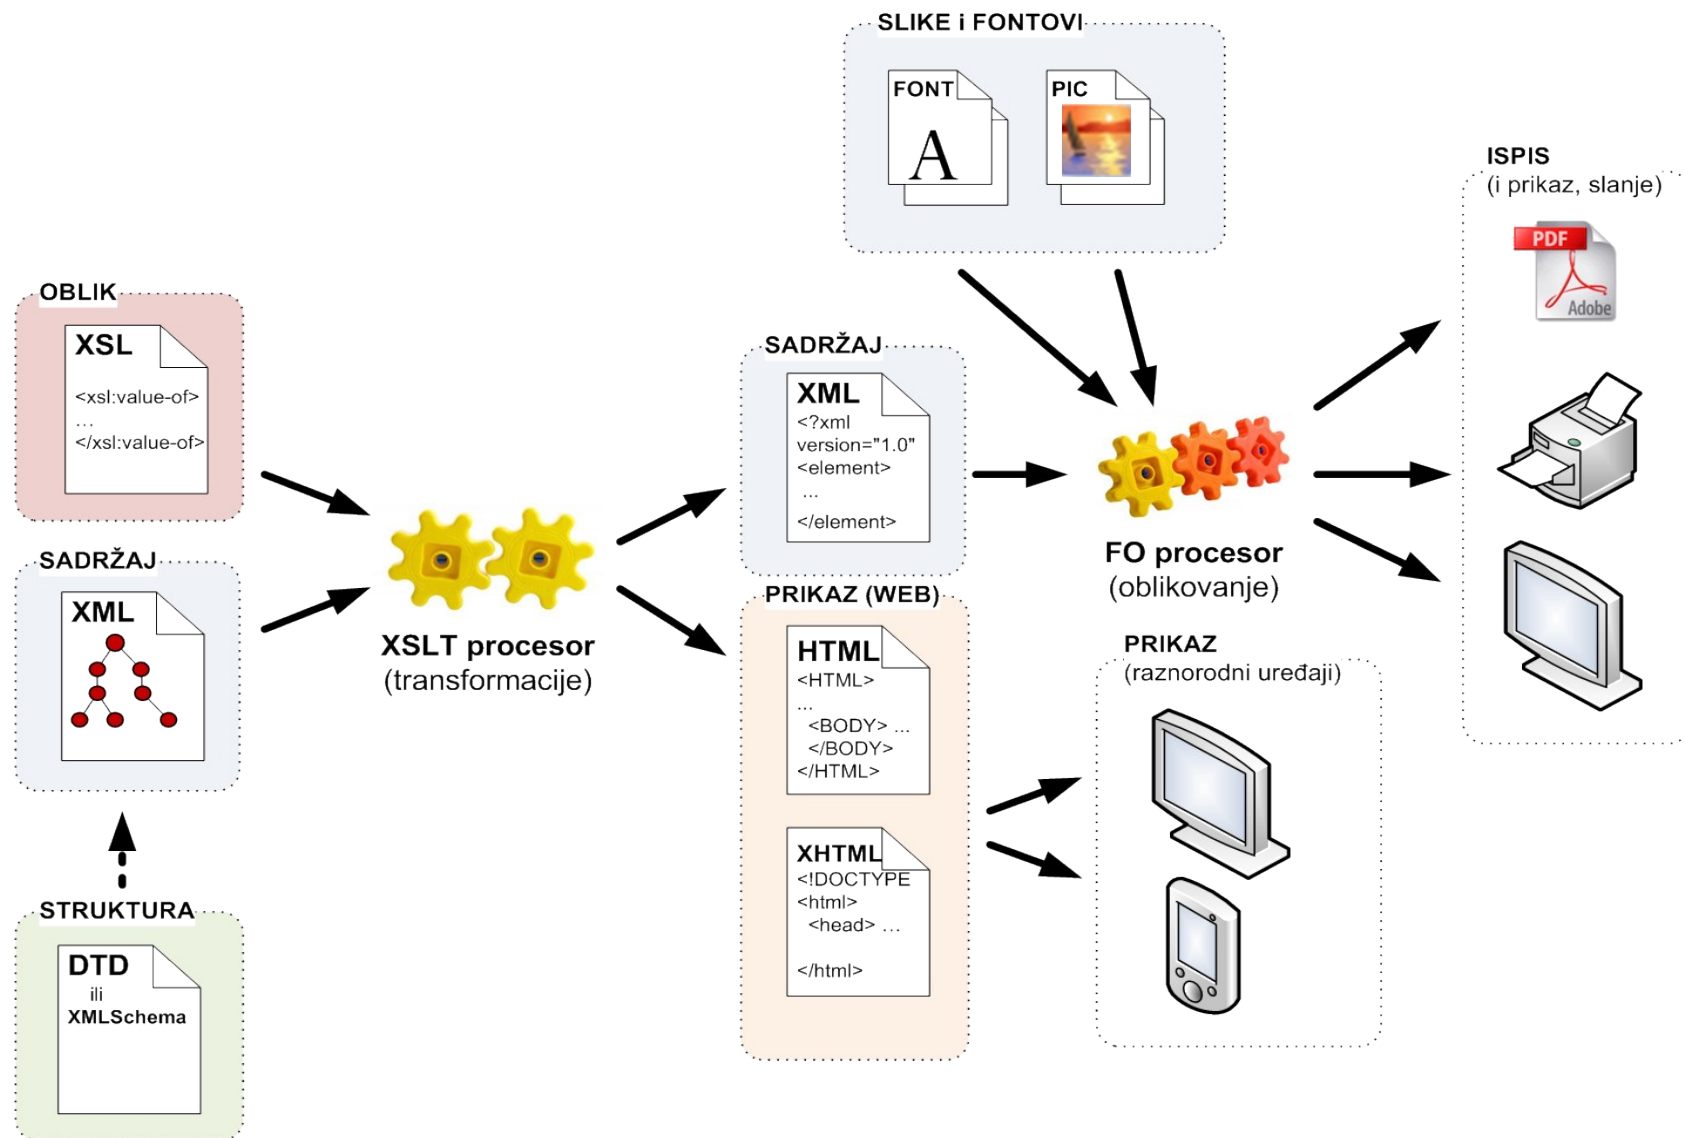 SLIKE i FONTOVI
FONT
A
PIC
ISPIS
(i prikaz, slanje)
PDF
Adobe
OBLIK
XSL
<xsl:value-of>
...
</xsl:value-of>
SADRŽAJ
XML
STRUKTURA
DTD
ili
XMLSchema
XSLT procesor
(transformacije)
SADRŽAJ
XML
<?xml
version="1.0"
<element>
...
</element>
PRIKAZ (WEB)
HTML
<HTML>
...
<BODY> ...
</BODY>
</HTML>
XHTML
<!DOCTYPE
<html>
<head> ...
</html>
FO procesor
(oblikovanje)
PRIKAZ
(raznorodni uređaji)